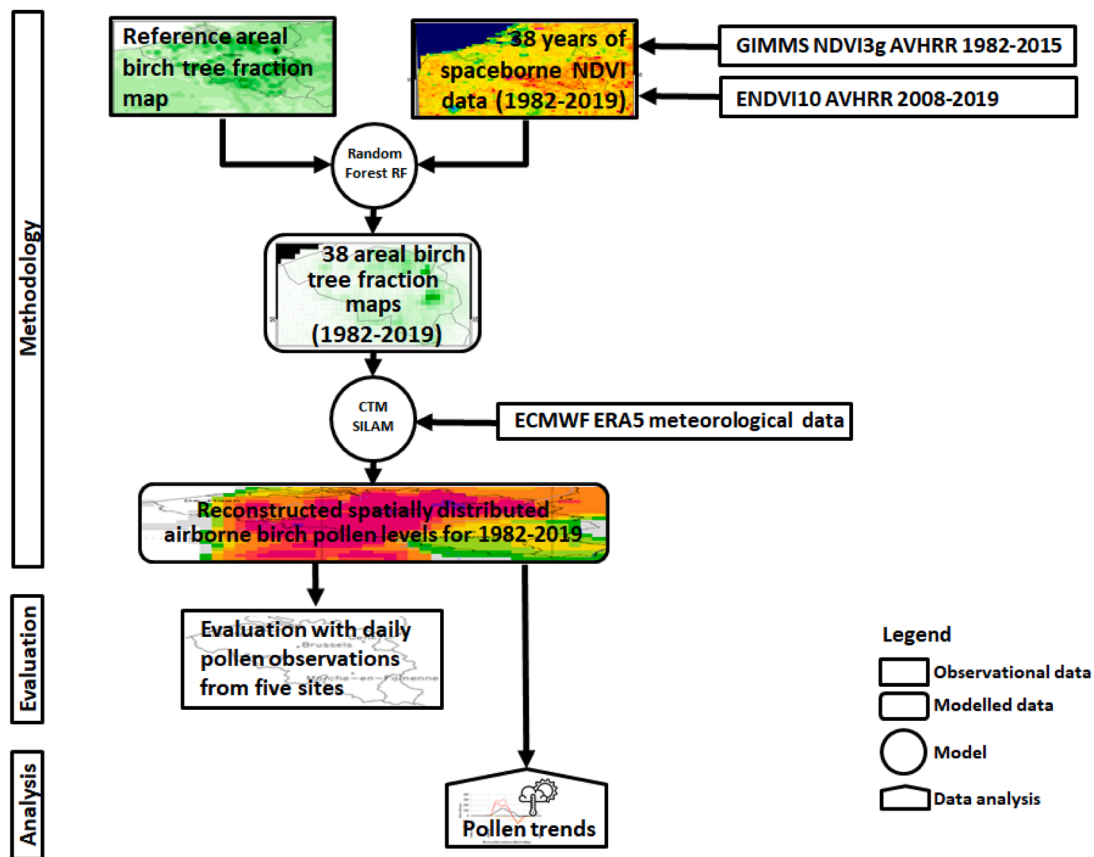 Reference areal
birch tree fraction
map
38 years of
spaceborne NDVI
data (1982-2019)
GIMMS NDVI3g AVHRR 1982-2015
ENDVI10 AVHRR 2008-2019
Random
Forest RF
38 areal birch
tree fraction
maps
(1982-2019)
Methodology
CTM
SILAM
ECMWF ERA5 meteorological data
Reconstructed spatially distributed
airborne birch pollen levels for 1982-2019
Evaluation
Evaluation with daily
pollen observations
from five sites
Brussels
Marche-en-Famenne
Legend
Observational data
Modelled data
Model
Data analysis
Analysis
Pollen trends